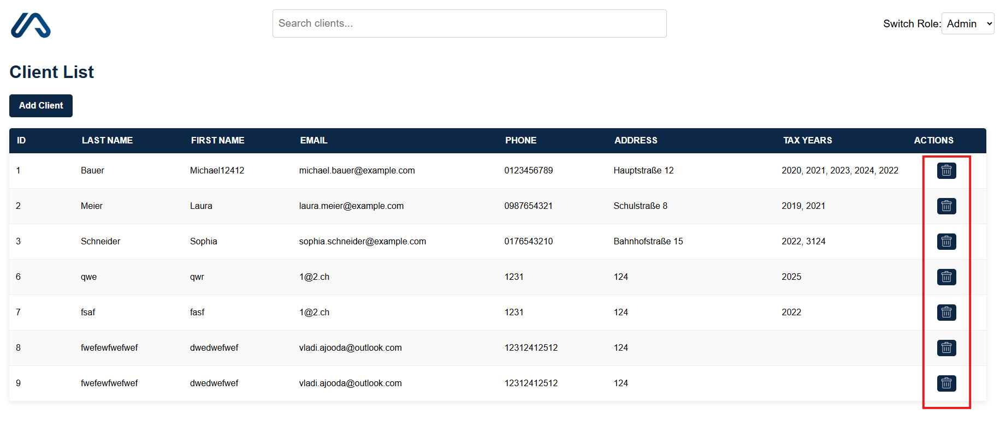 Search clients...
Switch Role: Admin
Client List
Add Client
ID LAST NAME FIRST NAME EMAIL PHONE ADDRESS TAX YEARS ACTIONS
1 Bauer Michael12412 michael.bauer@example.com 0123456789 Hauptstraße 12 2020, 2021, 2023, 2024, 2022
2 Meier Laura laura.meier@example.com 0987654321 Schulstraße 8 2019, 2021
3 Schneider Sophia sophia.schneider@example.com 0176543210 Bahnhofstraße 15 2022, 3124
6 qwe qwr 1@2.ch 1231 124 2025
7 fsaf fasf 1@2.ch 1231 124 2022
8 fwefewfwefwef dwedwefwef vladi.ajooda@outlook.com 12312412512 124
9 fwefewfwefwef dwedwefwef vladi.ajooda@outlook.com 12312412512 124